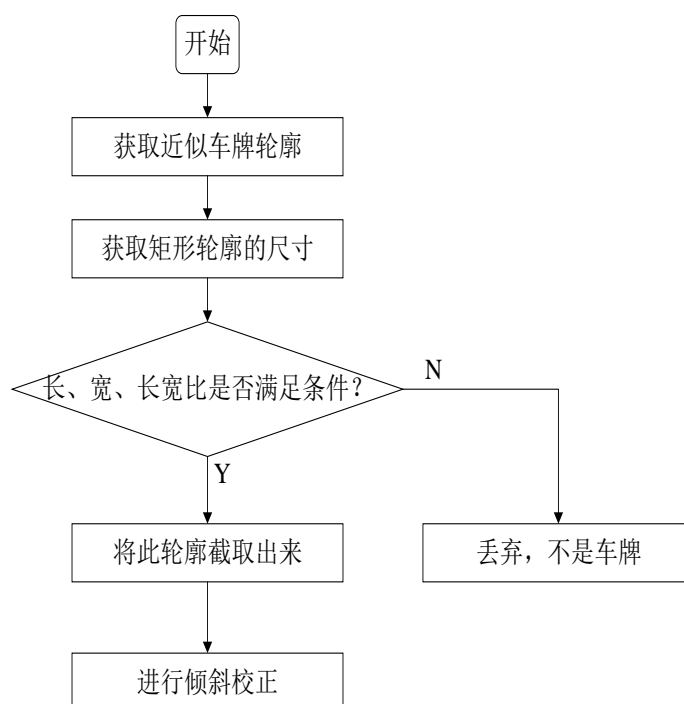 开始
获取近似车牌轮廓
获取矩形轮廓的尺寸
长、宽、长宽比是否满足条件?
N
Y
将此轮廓截取出来
丢弃，不是车牌
进行倾斜校正